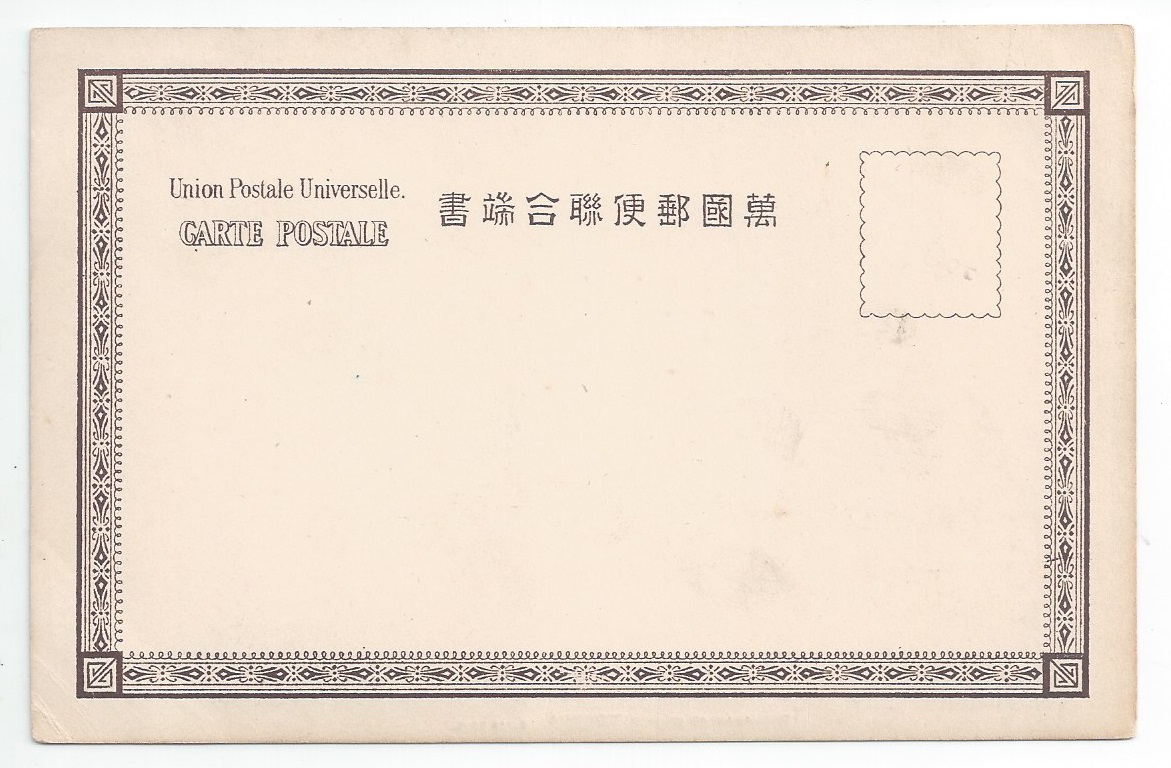 Union Postale Universelle.
CARTE POSTALE
萬國郵便聯合端書